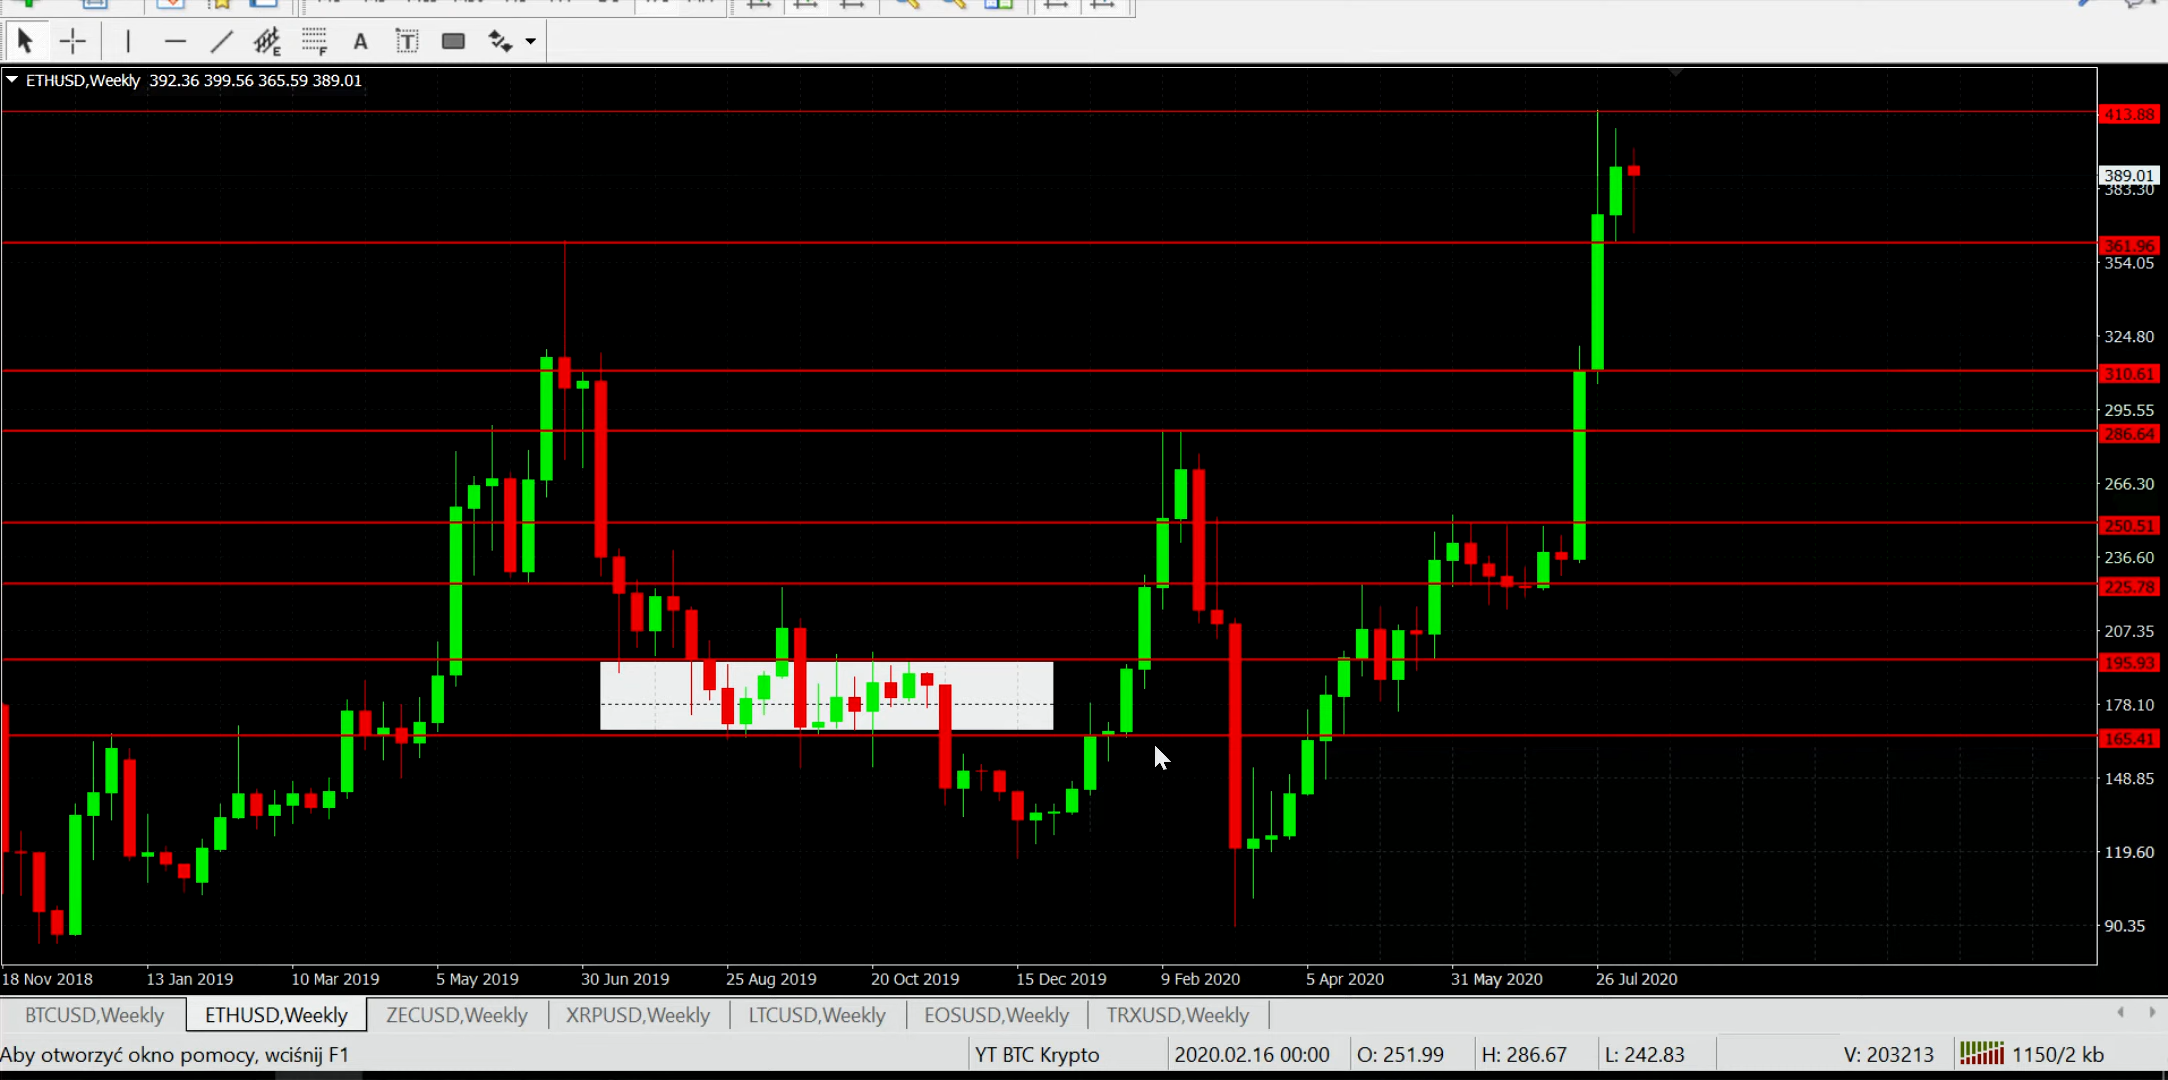 A
T
E
F
ETHUSD,Weekly 392.36 399.56 365.59 389.01
413.88
389.01
383.30
361.96
354.05
324.80
310.61
295.55
286.64
266.30
250.51
236.60
225.78
207.35
195.93
178.10
165.41
148.85
119.60
90.35
18 Nov 2018 13 Jan 2019 10 Mar 2019 5 May 2019 30 Jun 2019 25 Aug 2019 20 Oct 2019 15 Dec 2019 9 Feb 2020 5 Apr 2020 31 May 2020 26 Jul 2020
BTCUSD,Weekly ETHUSD,Weekly ZECUSD,Weekly XRPUSD,Weekly LTCUSD,Weekly EOSUSD,Weekly TRXUSD,Weekly
Aby otworzyć okno pomocy, wciśnij F1 YT BTC Krypto 2020.02.16 00:00 O: 251.99 H: 286.67 L: 242.83 V: 203213 1150/2 kb